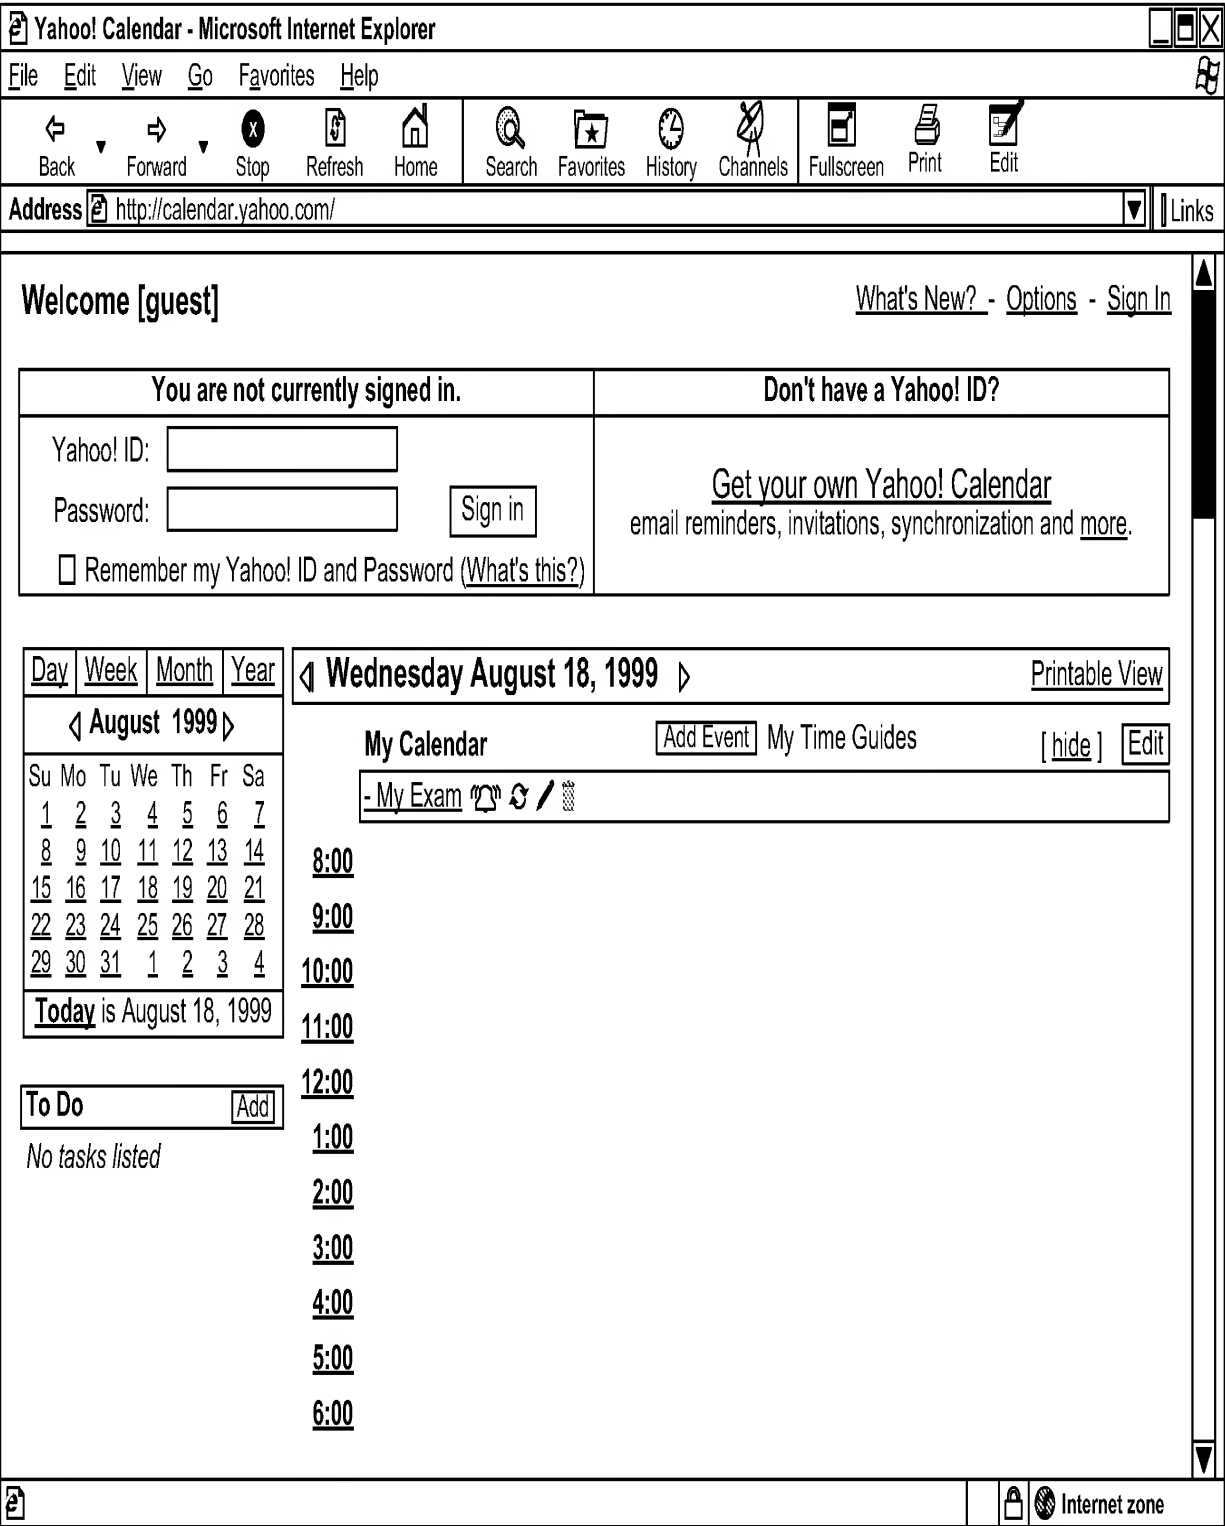 Yahoo! Calendar - Microsoft Internet Explorer
File Edit View Go Favorites Help
Back Forward Stop Refresh Home Search Favorites History Channels Fullscreen Print Edit
Address http://calendar.yahoo.com/ Links
Welcome [guest] What's New? - Options - Sign In
You are not currently signed in. Don't have a Yahoo! ID?
Yahoo! ID:
Get your own Yahoo! Calendar
Password: Sign in
email reminders, invitations, synchronization and more.
Remember my Yahoo! ID and Password (What's this?)
Day Week Month Year
Wednesday August 18, 1999 Printable View
August 1999
My Calendar Add Event My Time Guides [ hide ] Edit
Su Mo Tu We Th Fr Sa
- My Exam
1 2 3 4 5 6 7
8 9 10 11 12 13 14
15 16 17 18 19 20 21
22 23 24 25 26 27 28
29 30 31 1 2 3 4
Today is August 18, 1999
To Do Add
No tasks listed
8:00
9:00
10:00
11:00
12:00
1:00
2:00
3:00
4:00
5:00
6:00
Internet zone